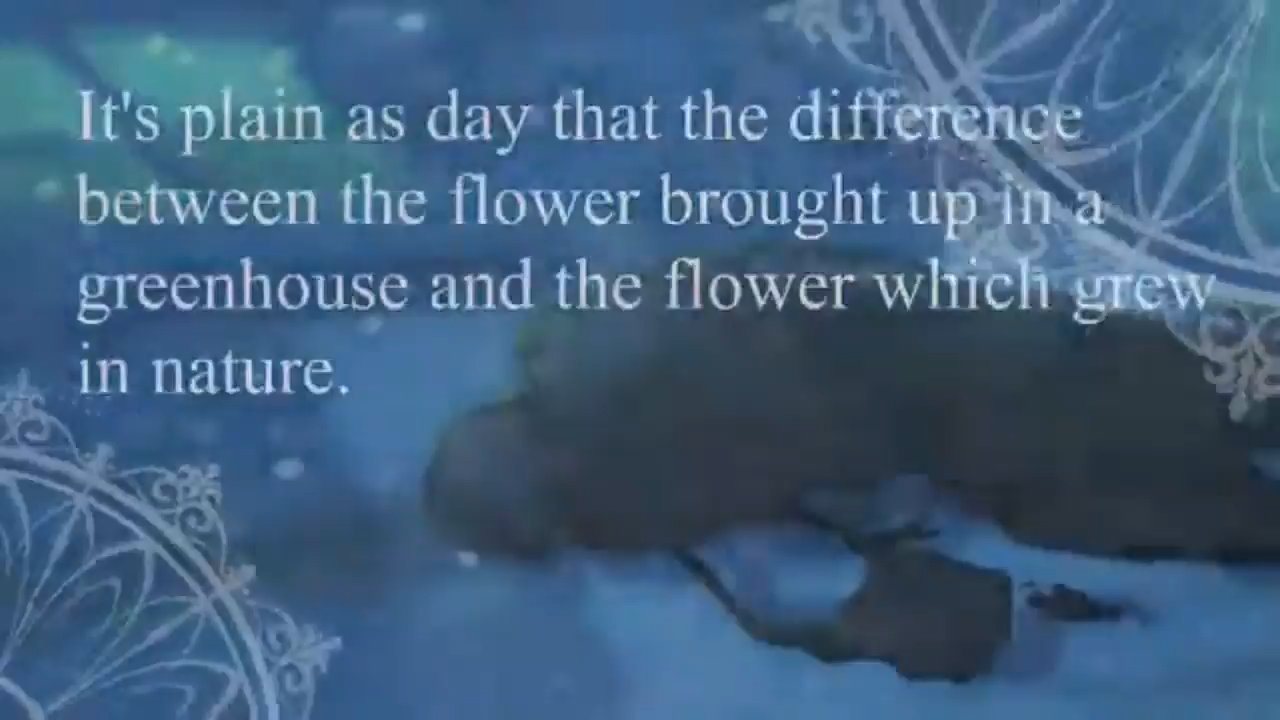 It's plain as day that the difference
between the flower brought up in a
greenhouse and the flower which grew
in nature.